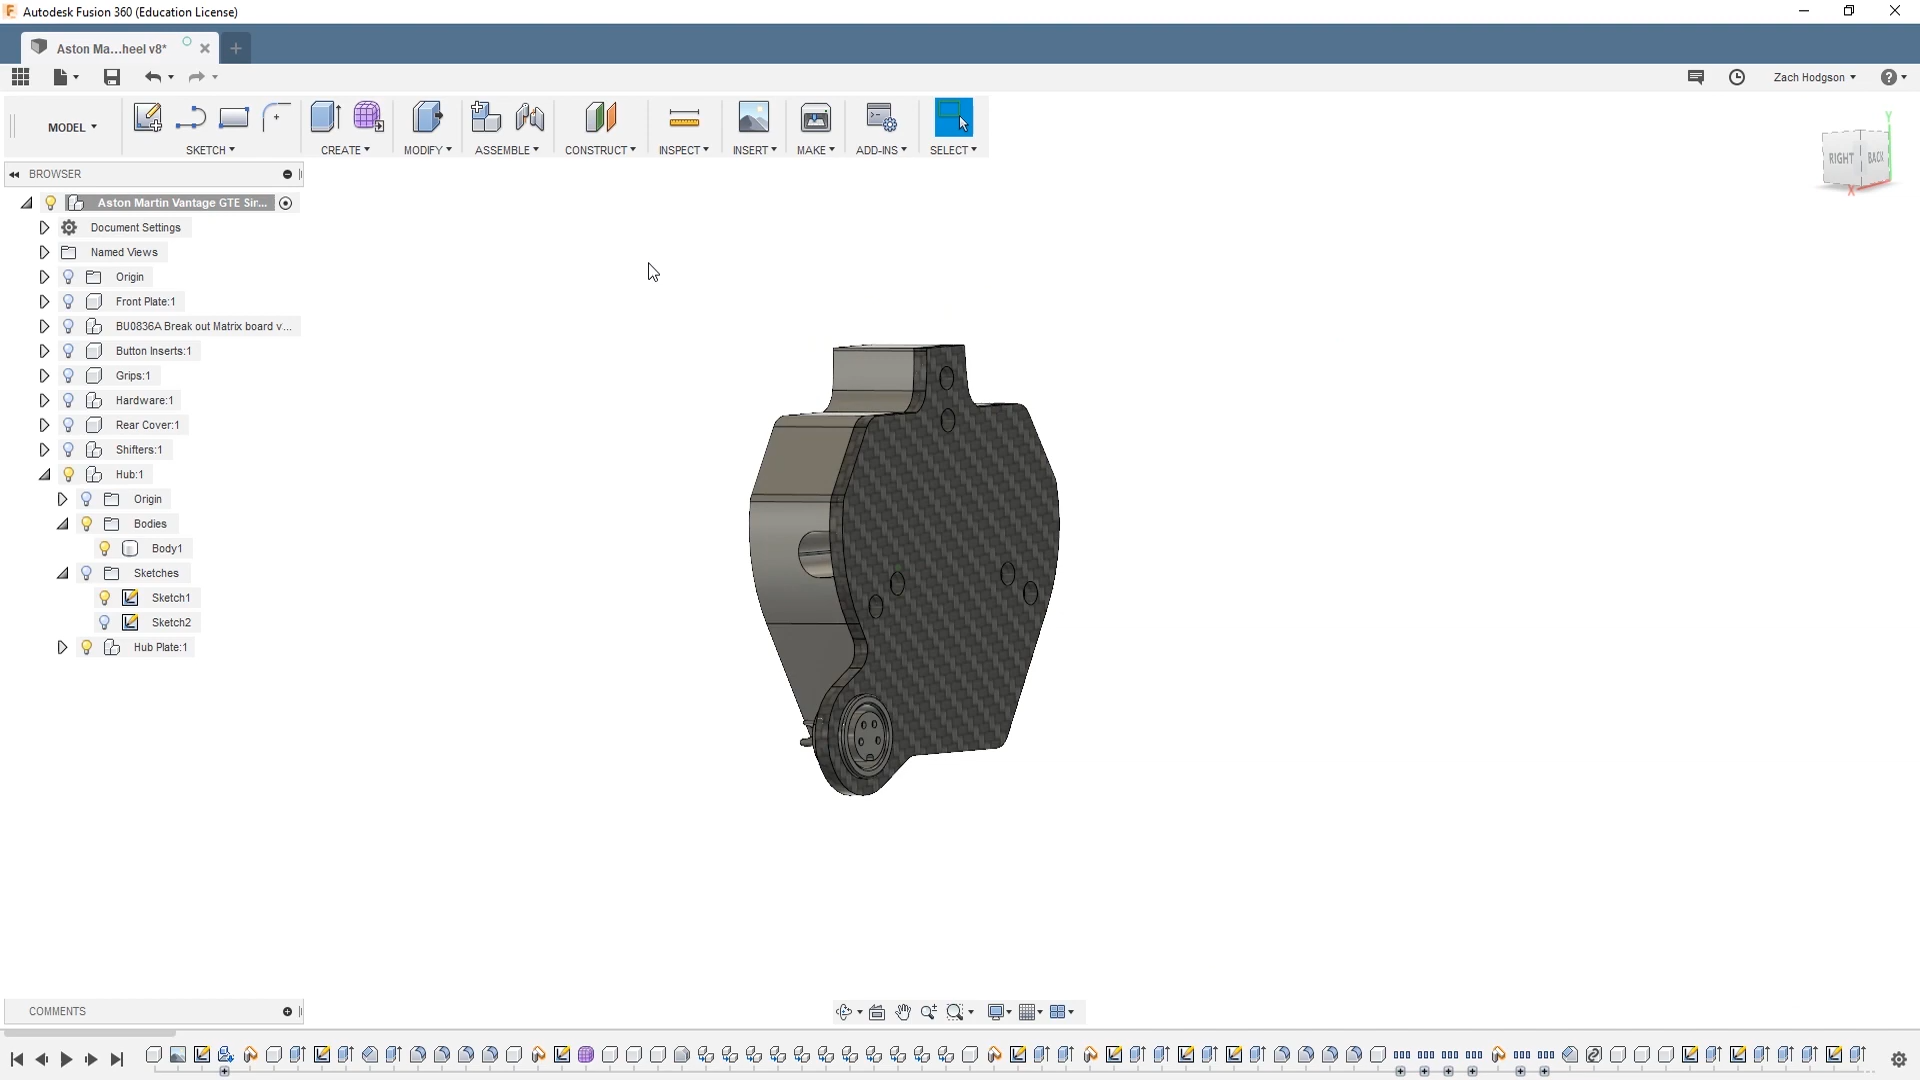 Autodesk Fusion 360 (Education License)
Aston Ma...heel v8*
Zach Hodgson
MODEL
SKETCH
CREATE
MODIFY
ASSEMBLE
CONSTRUCT
INSPECT
INSERT
MAKE
ADD-INS
SELECT
RIGHT
BACK
Y
X
BROWSER
Aston Martin Vantage GTE Sir...
Document Settings
Named Views
Origin
Front Plate:1
BU0836A Break out Matrix board v...
Button Inserts:1
Grips:1
Hardware:1
Rear Cover:1
Shifters:1
Hub:1
Origin
Bodies
Body1
Sketches
Sketch1
Sketch2
Hub Plate:1
COMMENTS